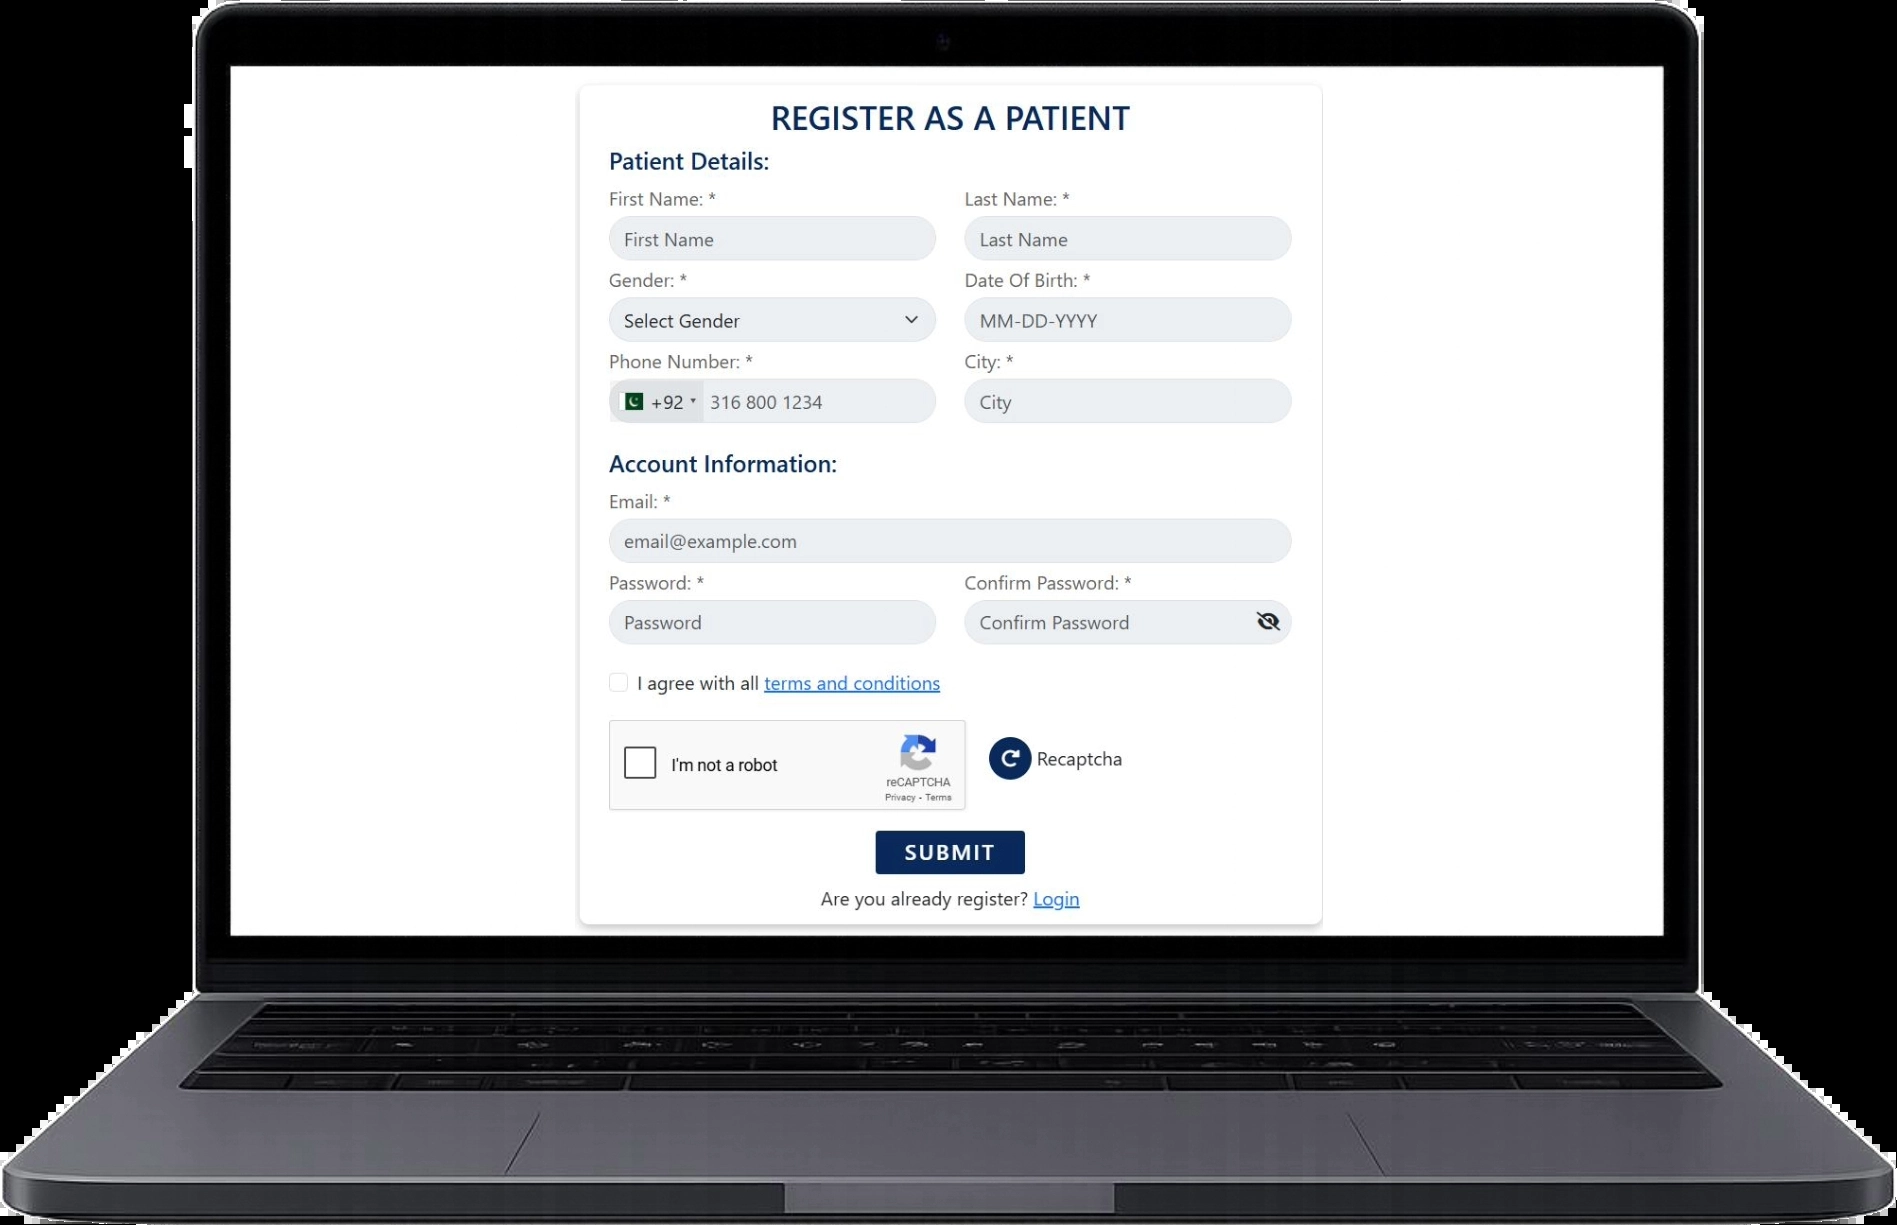 REGISTER AS A PATIENT
Patient Details:
First Name: * Last Name: *
First Name Last Name
Gender: * Date Of Birth: *
Select Gender MM-DD-YYYY
Phone Number: * City: *
+92 316 800 1234 City
Account Information:
Email: *
email@example.com
Password: * Confirm Password: *
Password Confirm Password
I agree with all terms and conditions
I'm not a robot
reCAPTCHA
Privacy - Terms
Recaptcha
SUBMIT
Are you already register? Login